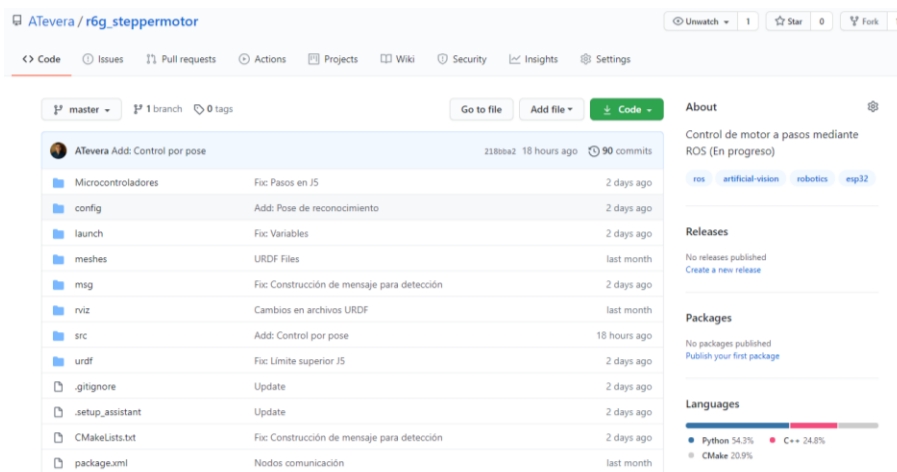 ATevera / r6g_steppermotor
Unwatch 1 Star 0 Fork
Code Issues Pull requests Actions Projects Wiki Security Insights Settings
master 1 branch 0 tags Go to file Add file Code
ATevera Add: Control por pose 218bba2 18 hours ago 90 commits
Microcontroladores Fix: Pasos en J5 2 days ago
config Add: Pose de reconocimiento 2 days ago
launch Fix: Variables 2 days ago
meshes URDF Files last month
msg Fix: Construcción de mensaje para detección 2 days ago
rviz Cambios en archivos URDF last month
src Add: Control por pose 18 hours ago
urdf Fix: Límite superior J5 2 days ago
.gitignore Update 2 days ago
.setup_assistant Update 2 days ago
CMakeLists.txt Fix: Construcción de mensaje para detección 2 days ago
package.xml Nodos comunicación last month
About
Control de motor a pasos mediante
ROS (En progreso)
ros artificial-vision robotics esp32
Releases
No releases published
Create a new release
Packages
No packages published
Publish your first package
Languages
Python 54.3% C++ 24.8%
CMake 20.9%